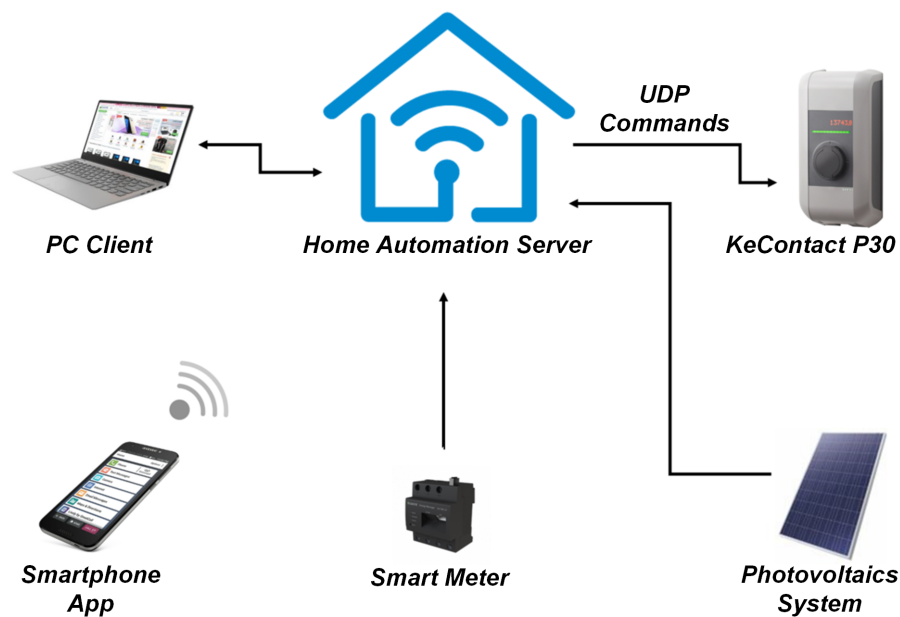 UDP
Commands
PC Client
Home Automation Server
KeContact P30
Smartphone
App
Smart Meter
Photovoltaics
System